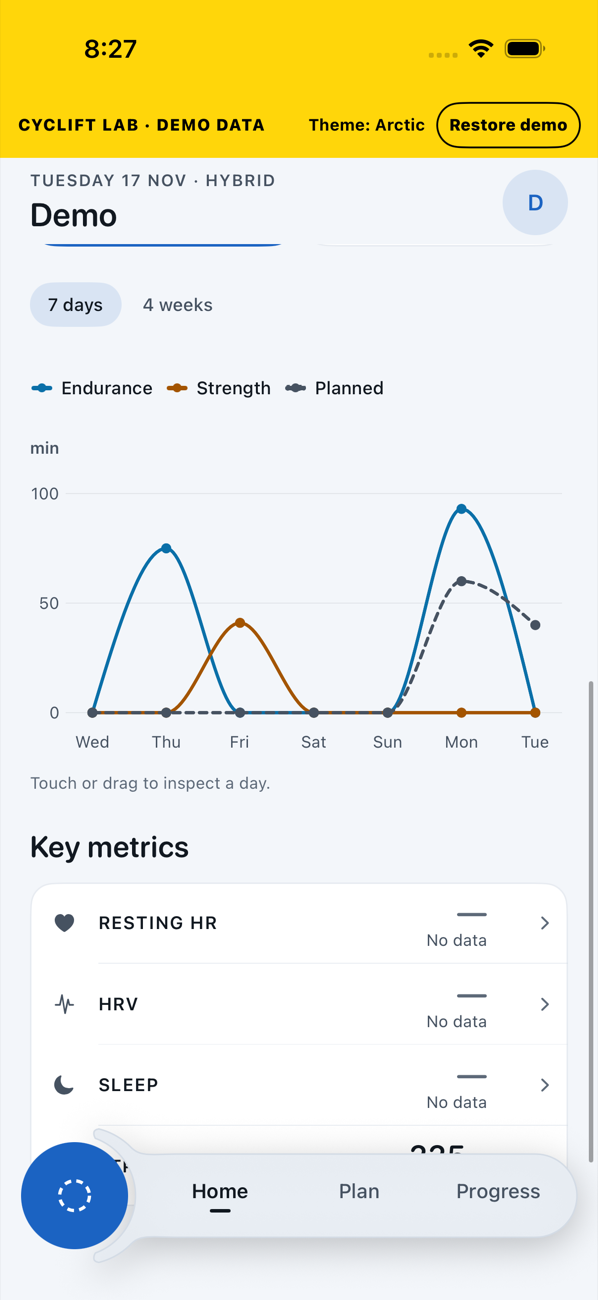 8:27
CYCLIFT LAB · DEMO DATA Theme: Arctic Restore demo
TUESDAY 17 NOV · HYBRID
Demo
D
7 days 4 weeks
Endurance Strength Planned
min
100
50
0
Wed Thu Fri Sat Sun Mon Tue
Touch or drag to inspect a day.
Key metrics
RESTING HR —
No data
HRV —
No data
SLEEP —
No data
Home Plan Progress